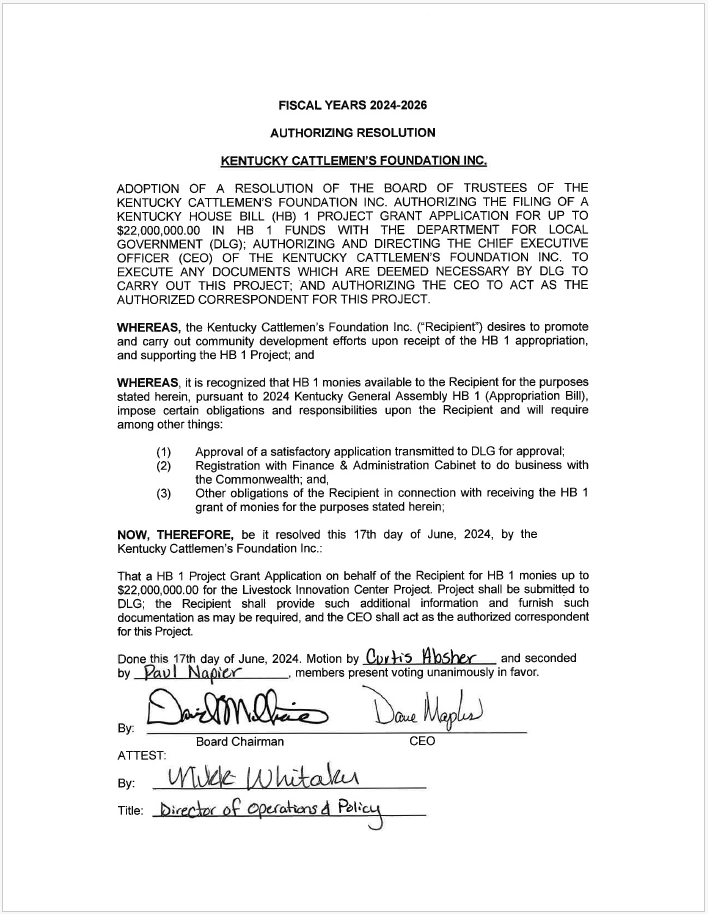 FISCAL YEARS 2024-2026
AUTHORIZING RESOLUTION
KENTUCKY CATTLEMEN'S FOUNDATION INC.
ADOPTION OF A RESOLUTION OF THE BOARD OF TRUSTEES OF THE
KENTUCKY CATTLEMEN'S FOUNDATION INC. AUTHORIZING THE FILING OF A
KENTUCKY HOUSE BILL (HB) 1 PROJECT GRANT APPLICATION FOR UP TO
$22,000,000.00 IN HB 1 FUNDS WITH THE DEPARTMENT FOR LOCAL
GOVERNMENT (DLG); AUTHORIZING AND DIRECTING THE CHIEF EXECUTIVE
OFFICER (CEO) OF THE KENTUCKY CATTLEMEN'S FOUNDATION INC. TO
EXECUTE ANY DOCUMENTS WHICH ARE DEEMED NECESSARY BY DLG TO
CARRY OUT THIS PROJECT; AND AUTHORIZING THE CEO TO ACT AS THE
AUTHORIZED CORRESPONDENT FOR THIS PROJECT.
WHEREAS, the Kentucky Cattlemen's Foundation Inc. ("Recipient") desires to promote
and carry out community development efforts upon receipt of the HB 1 appropriation,
and supporting the HB 1 Project; and
WHEREAS, it is recognized that HB 1 monies available to the Recipient for the purposes
stated herein, pursuant to 2024 Kentucky General Assembly HB 1 (Appropriation Bill),
impose certain obligations and responsibilities upon the Recipient and will require
among other things:
(1) Approval of a satisfactory application transmitted to DLG for approval;
(2) Registration with Finance & Administration Cabinet to do business with
the Commonwealth; and,
(3) Other obligations of the Recipient in connection with receiving the HB 1
grant of monies for the purposes stated herein;
NOW, THEREFORE, be it resolved this 17th day of June, 2024, by the
Kentucky Cattlemen's Foundation Inc.:
That a HB 1 Project Grant Application on behalf of the Recipient for HB 1 monies up to
$22,000,000.00 for the Livestock Innovation Center Project. Project shall be submitted to
DLG; the Recipient shall provide such additional information and furnish such
documentation as may be required, and the CEO shall act as the authorized correspondent
for this Project.
Done this 17th day of June, 2024. Motion by Curtis Absher and seconded
by Paul Napier, members present voting unanimously in favor.
By: Dave Maples
Board Chairman CEO
ATTEST:
By: Whitaker
Title: Director of Operations & Policy